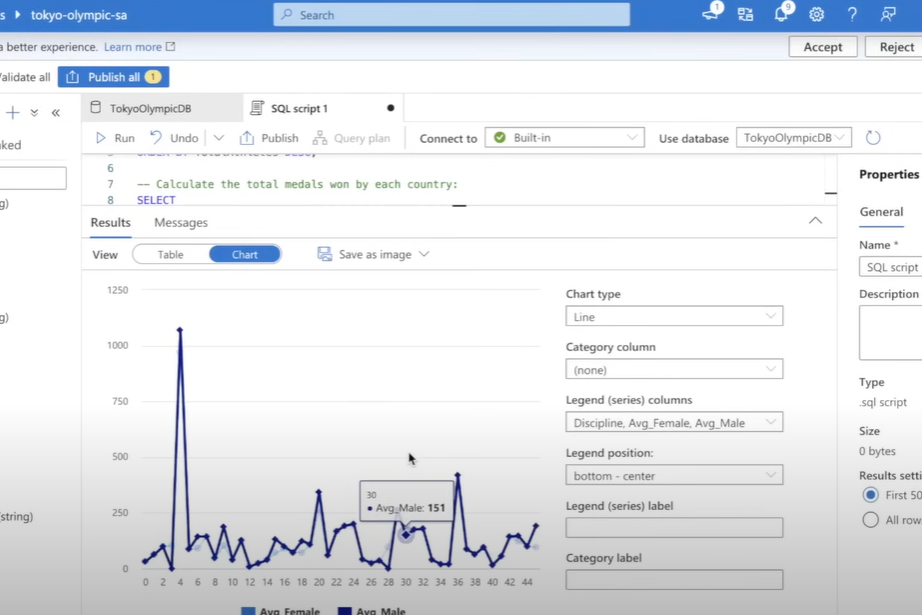 s ▸ tokyo-olympic-sa
Search
1
9
a better experience. Learn more
Accept
Reject
Validate all
Publish all 1
TokyoOlympicDB
SQL script 1
Run
Undo
Publish
Query plan
Connect to
Built-in
Use database
TokyoOlympicDB
nked
6
7 -- Calculate the total medals won by each country:
8 SELECT
g)
g)
string)
Results
Messages
View
Table
Chart
Save as image
1250
1000
750
500
250
0
0 2 4 6 8 10 12 14 16 18 20 22 24 26 28 30 32 34 36 38 40 42 44
30
Avg_Male: 151
Avg_Female
Avg_Male
Chart type
Line
Category column
(none)
Legend (series) columns
Discipline, Avg_Female, Avg_Male
Legend position:
bottom - center
Legend (series) label
Category label
Properties
General
Name *
SQL script
Description
Type
.sql script
Size
0 bytes
Results setti
First 50
All row